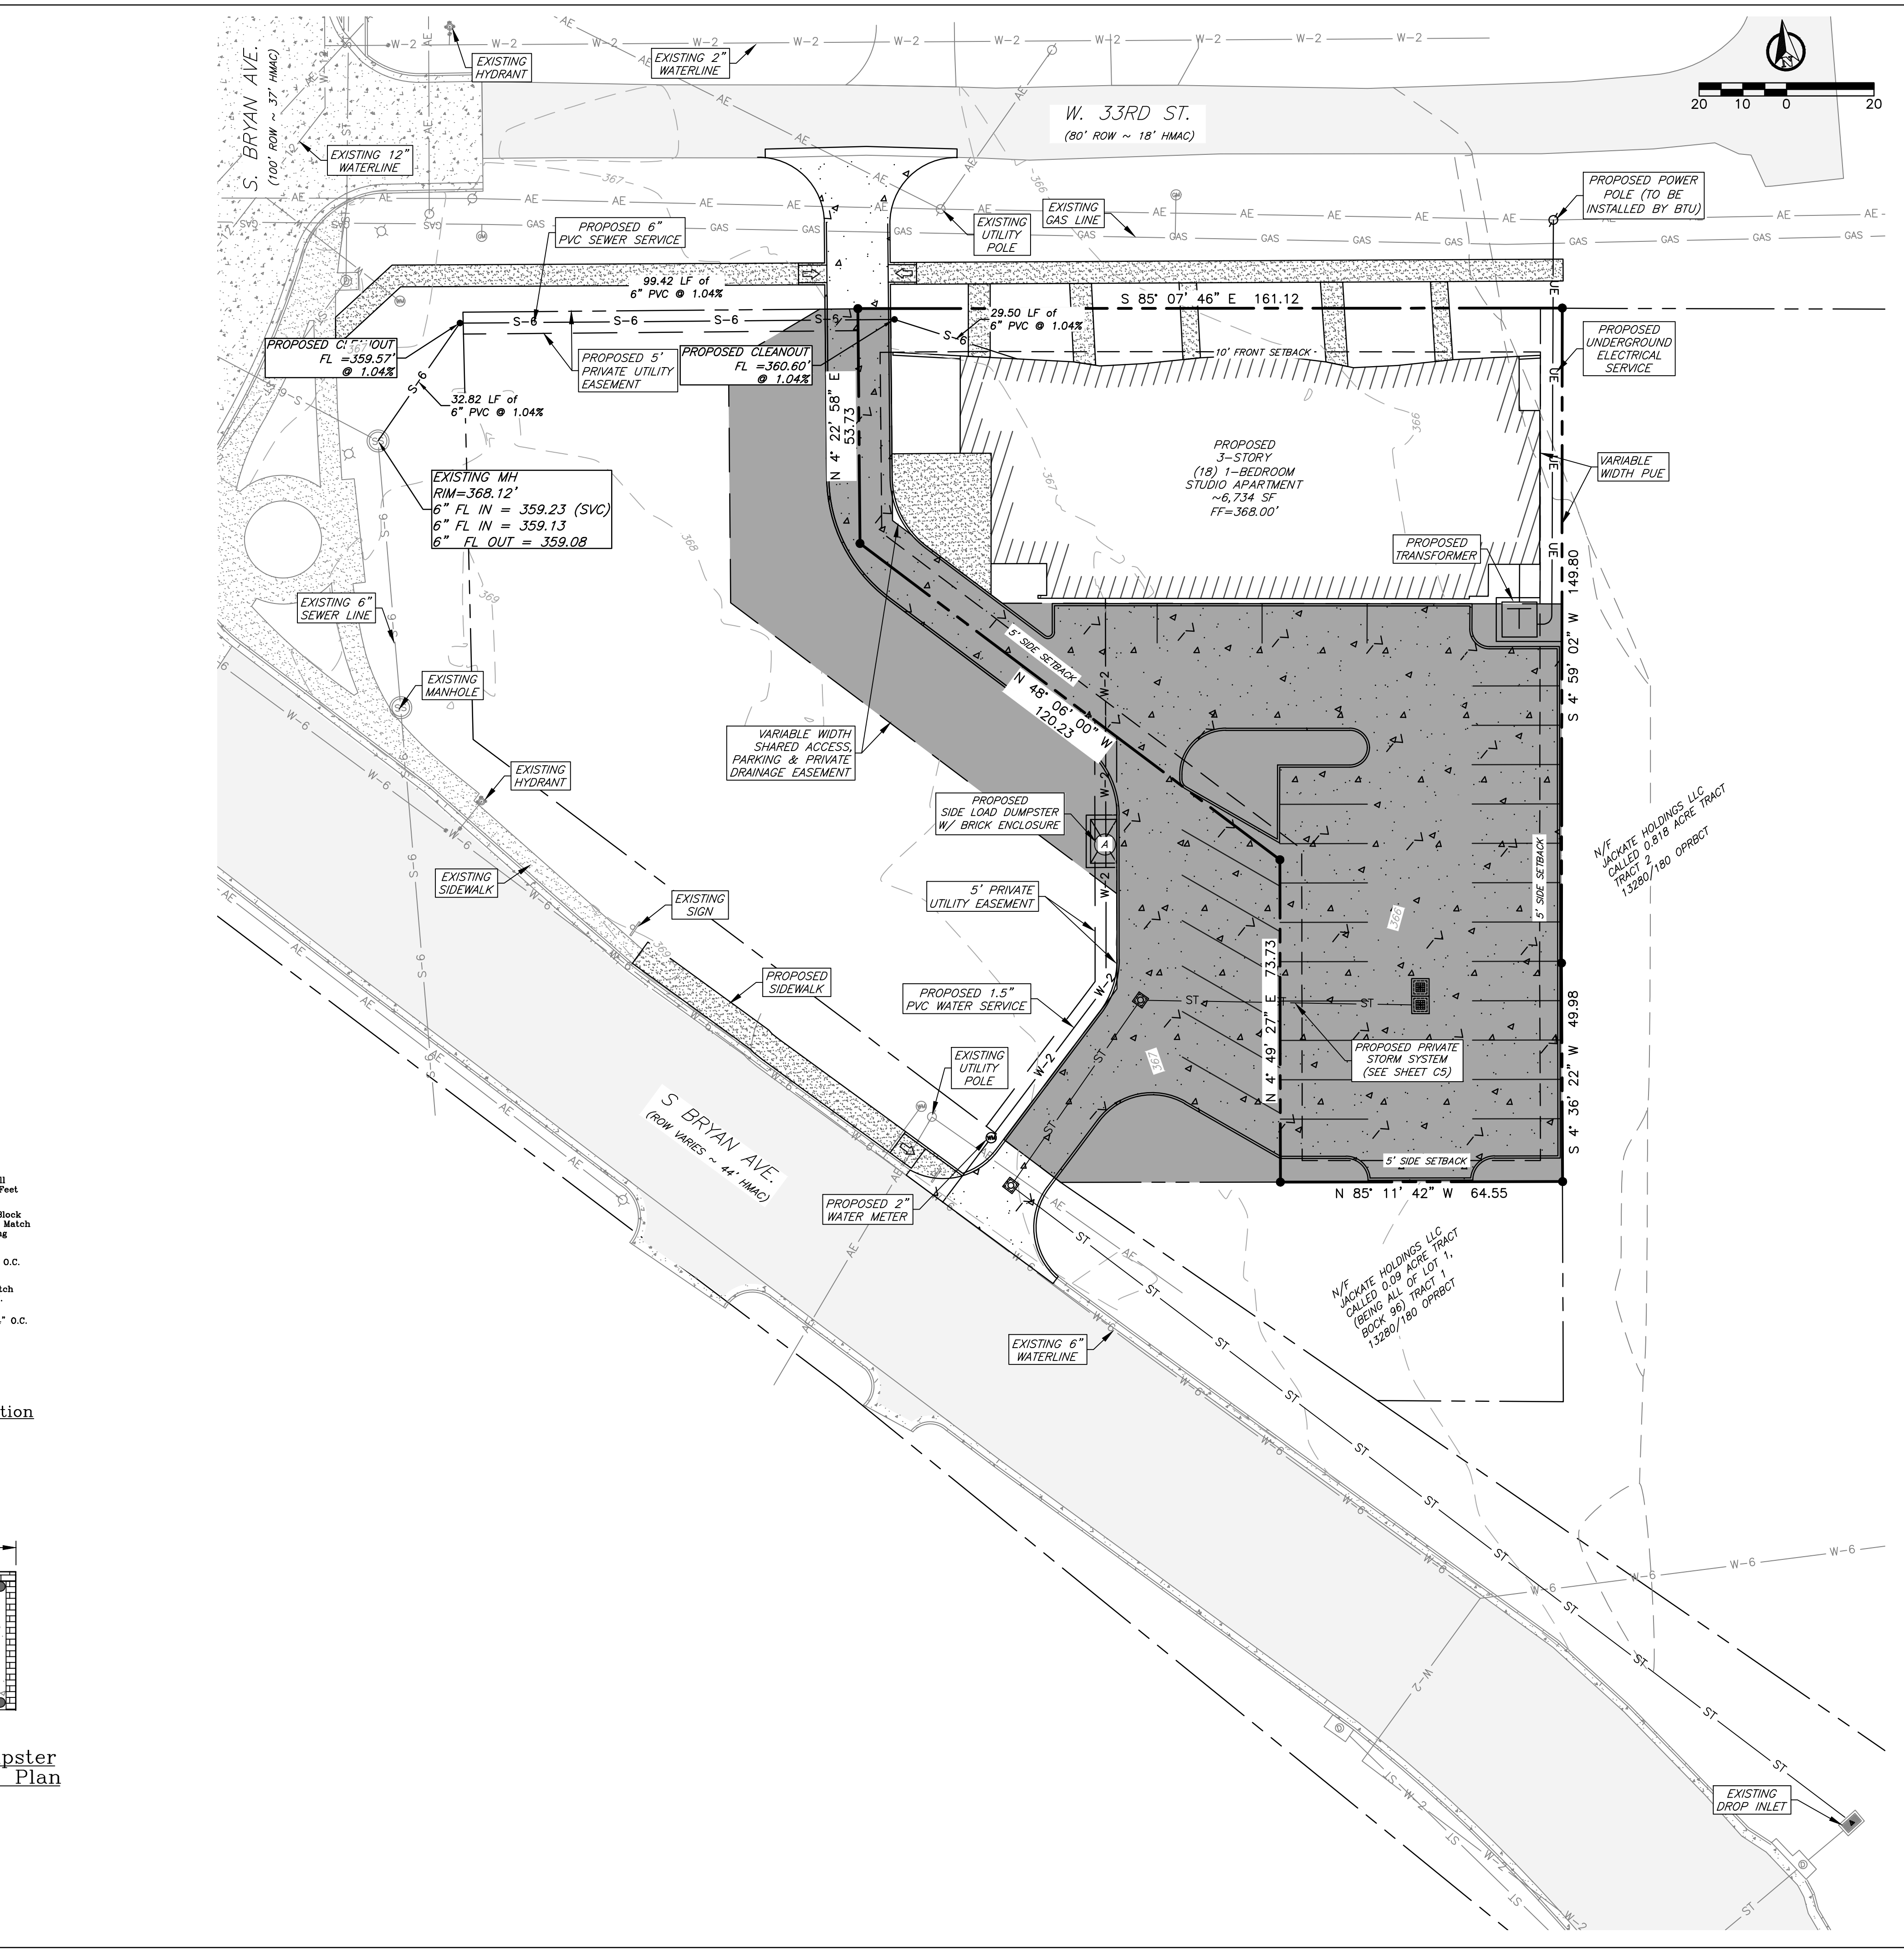 S. BRYAN AVE.
(100' ROW ~ 37' HMAC)
EXISTING
HYDRANT
EXISTING 2"
WATERLINE
W. 33RD ST.
(80' ROW ~ 18' HMAC)
20 10 0 20
EXISTING 12"
WATERLINE
PROPOSED 6"
PVC SEWER SERVICE
EXISTING
UTILITY
POLE
EXISTING
GAS LINE
PROPOSED POWER
POLE (TO BE
INSTALLED BY BTU)
99.42 LF of
6" PVC @ 1.04%
S 85° 07' 46" E 161.12
29.50 LF of
6" PVC @ 1.04%
FL =359.57'
@ 1.04%
PROPOSED 5'
PRIVATE UTILITY
EASEMENT
PROPOSED CLEANOUT
FL =360.60'
@ 1.04%
10' FRONT SETBACK
PROPOSED
UNDERGROUND
ELECTRICAL
SERVICE
32.82 LF of
6" PVC @ 1.04%
N 4° 22' 58" E
53.73
PROPOSED
3-STORY
(18) 1-BEDROOM
STUDIO APARTMENT
~6,734 SF
FF=368.00'
VARIABLE
WIDTH PUE
EXISTING MH
RIM=368.12'
6" FL IN = 359.23 (SVC)
6" FL IN = 359.13
6" FL OUT = 359.08
PROPOSED
TRANSFORMER
S 4° 59' 02" W 149.80
EXISTING 6"
SEWER LINE
5' SIDE SETBACK
N 48° 06' 00" W
120.23
EXISTING
MANHOLE
VARIABLE WIDTH
SHARED ACCESS,
PARKING & PRIVATE
DRAINAGE EASEMENT
EXISTING
HYDRANT
PROPOSED
SIDE LOAD DUMPSTER
W/ BRICK ENCLOSURE
A
5' SIDE SETBACK
N/F
JACKATE HOLDINGS LLC
CALLED 0.818 ACRE TRACT
TRACT 2
13280/180 OPRBCT
EXISTING
SIDEWALK
EXISTING
SIGN
5' PRIVATE
UTILITY EASEMENT
PROPOSED
SIDEWALK
PROPOSED 1.5"
PVC WATER SERVICE
N 4° 49' 27" E 73.73
PROPOSED PRIVATE
STORM SYSTEM
(SEE SHEET C5)
S 4° 36' 22" W 49.98
EXISTING
UTILITY
POLE
S BRYAN AVE.
(ROW VARIES ~ 44' HMAC)
5' SIDE SETBACK
N 85° 11' 42" W 64.55
PROPOSED 2"
WATER METER
N/F
JACKATE HOLDINGS LLC
CALLED 0.09 ACRE TRACT
(BEING ALL OF LOT 1,
BOCK 96) TRACT 1
13280/180 OPRBCT
EXISTING 6"
WATERLINE
EXISTING
DROP INLET
Feet
Block
Match
O.C.
O.C.
Plan